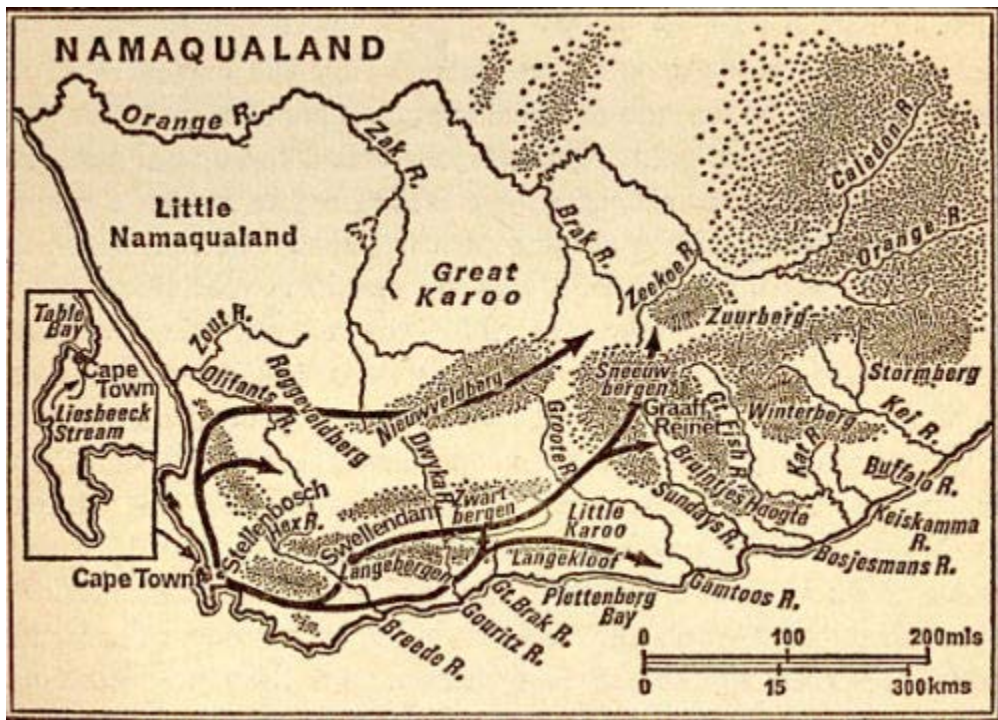 NAMAQUALAND
Orange R.
Zak R.
Caledon R.
Little
Namaqualand
Brak R.
Orange R.
Great
Karoo
Zeekoe R.
Zuurberg
Table
Bay
Cape
Town
Liesbeeck
Stream
Zout R.
Olifants R.
Roggeveldberg
Nieuwveldberg
Sneeuw-
bergen
Graaff
Reinet
Gt. Fish R.
Winterberg
Stormberg
Kei R.
Kat R.
Buffalo R.
Keiskamma
R.
Dwyka R.
Groote R.
Bruintjes Hoogte
Sundays R.
Bosjesmans R.
Stellenbosch
Hex R.
Swellendam
Zwart
bergen
Langebergen
Little
Karoo
"Langekloof"
Cape Town
Gamtoos R.
Plettenberg
Bay
Gt. Brak R.
Gouritz R.
Breede R.
0 100 200mls
0 15 300kms